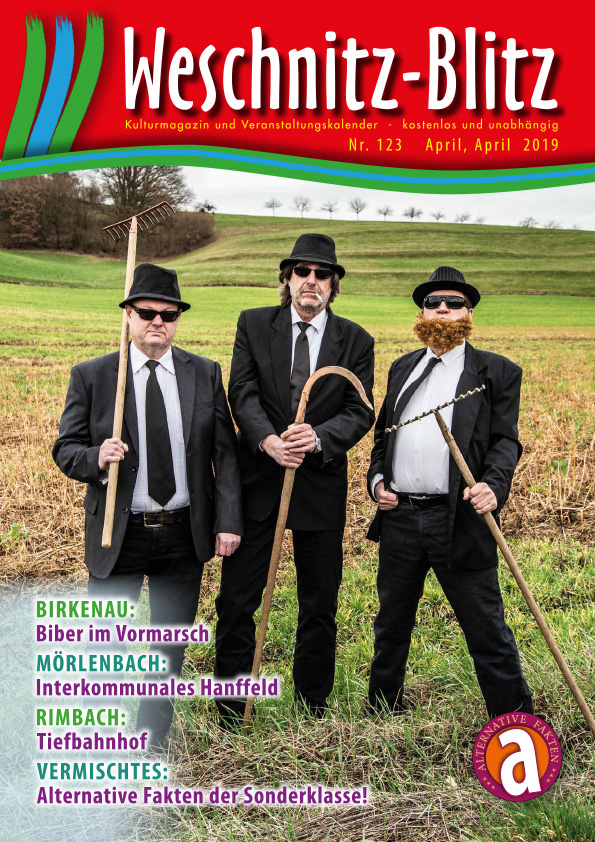 Weschnitz-Blitz
Kulturmagazin und Veranstaltungskalender - kostenlos und unabhängig
Nr. 123 April, April 2019
BIRKENAU:
Biber im Vormarsch
MÖRLENBACH:
Interkommunales Hanffeld
RIMBACH:
Tiefbahnhof
VERMISCHTES:
Alternative Fakten der Sonderklasse!
ALTERNATIVE FAKTEN
a